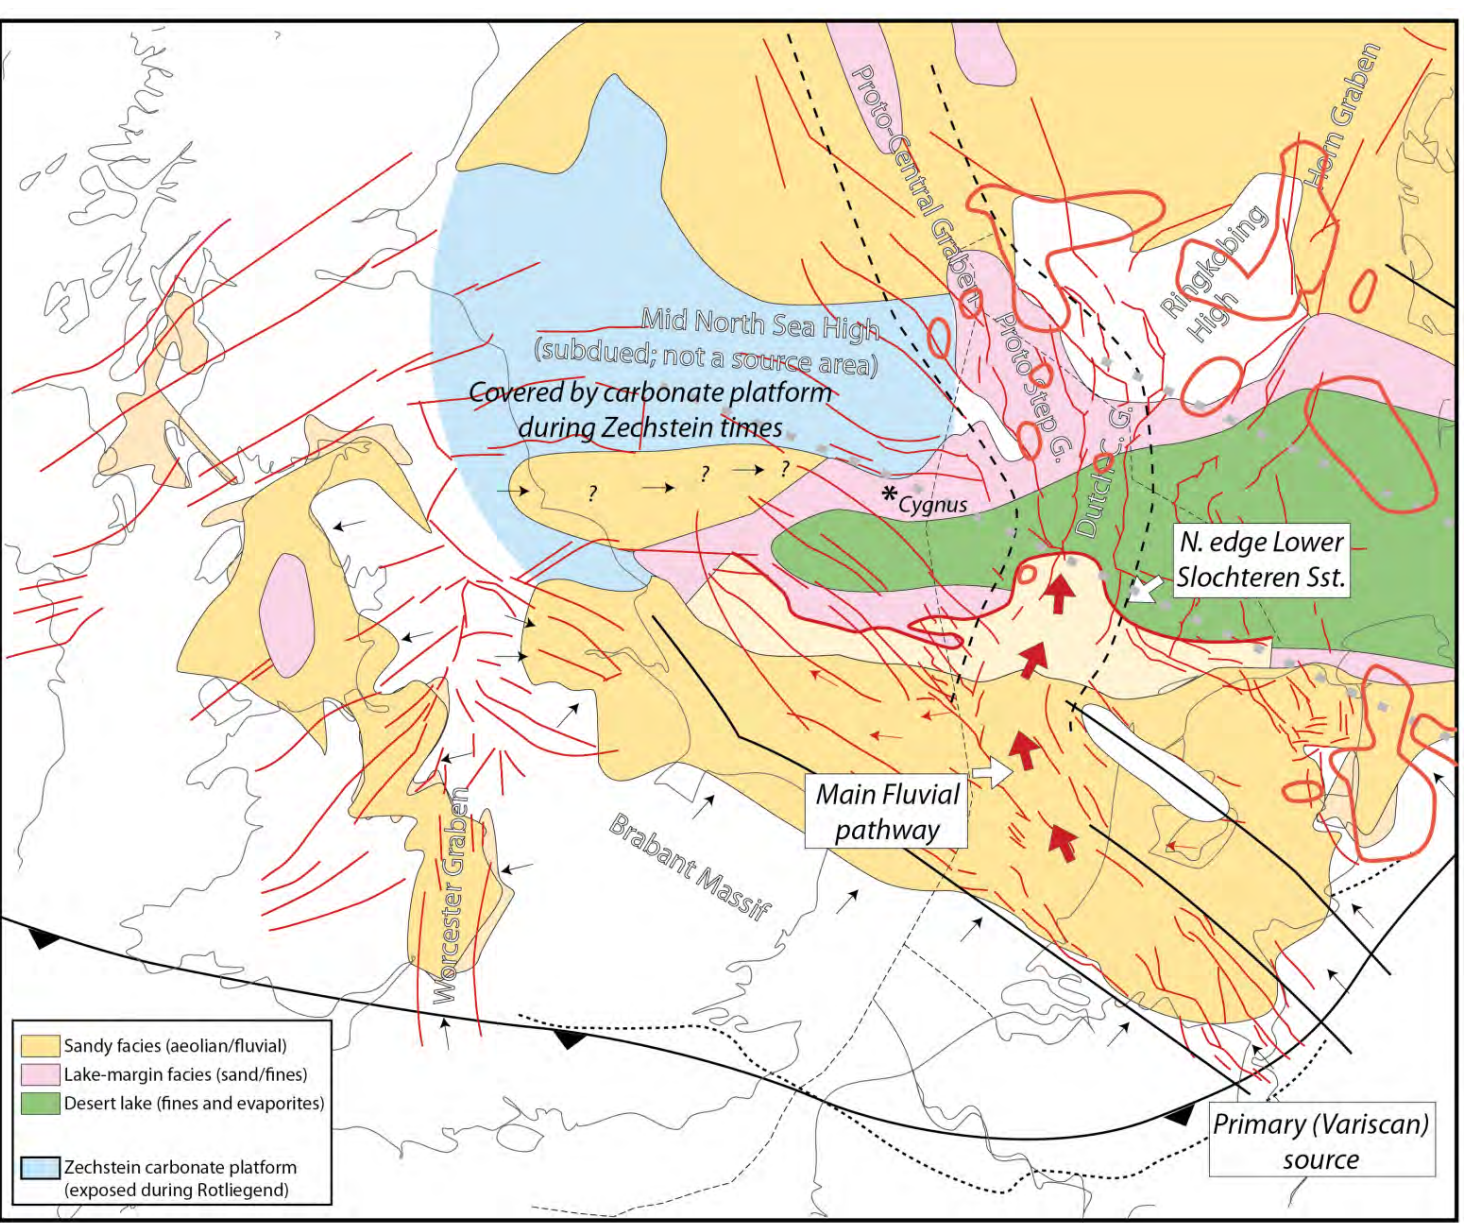 Proto-Central Graben
Horn Graben
Ringkobing
High
Mid North Sea High
(subdued; not a source area)
Covered by carbonate platform
during Zechstein times
Proto Step G.
Dutch C. G.
?
?
?
*Cygnus
N. edge Lower
Slochteren Sst.
Main Fluvial
pathway
Brabant Massif
Worcester Graben
Sandy facies (aeolian/fluvial)
Lake-margin facies (sand/fines)
Desert lake (fines and evaporites)
Zechstein carbonate platform
(exposed during Rotliegend)
Primary (Variscan)
source